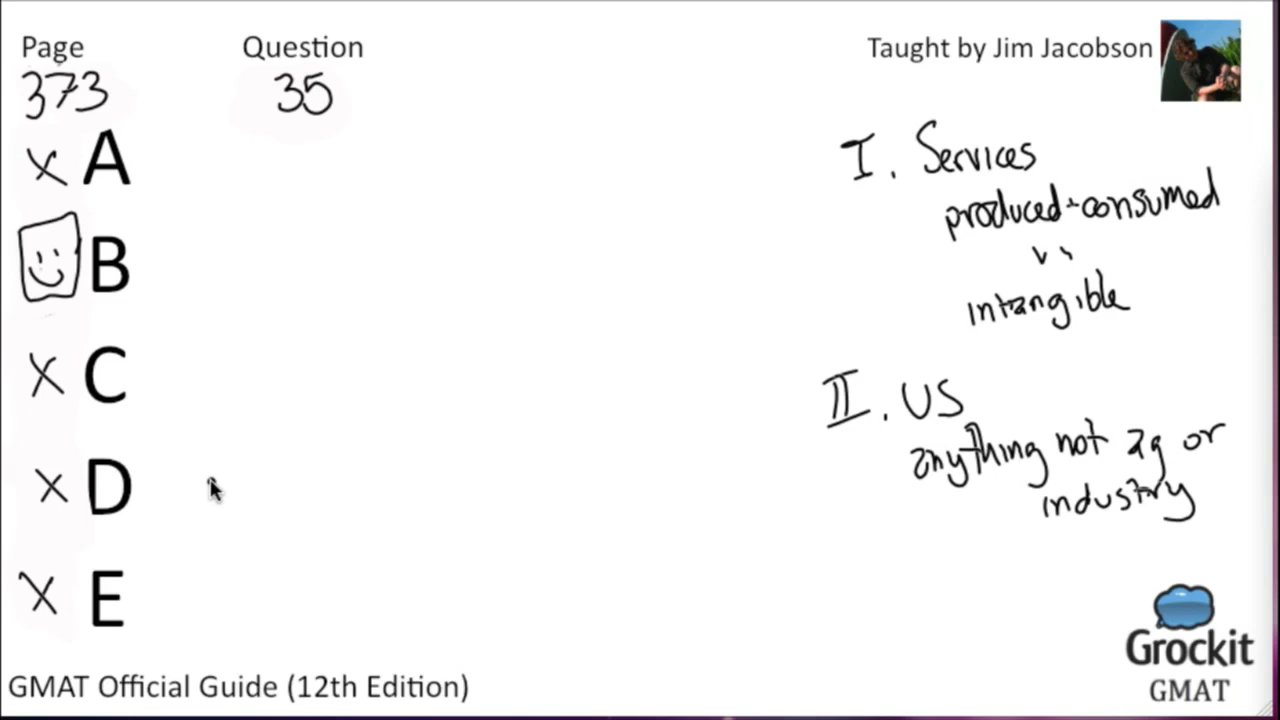 Page Question Taught by Jim Jacobson
373 35
A
B
C
D
E
I. Services
produced + consumed
intangible
II. US
anything not ag or
industry
Grockit
GMAT
GMAT Official Guide (12th Edition)